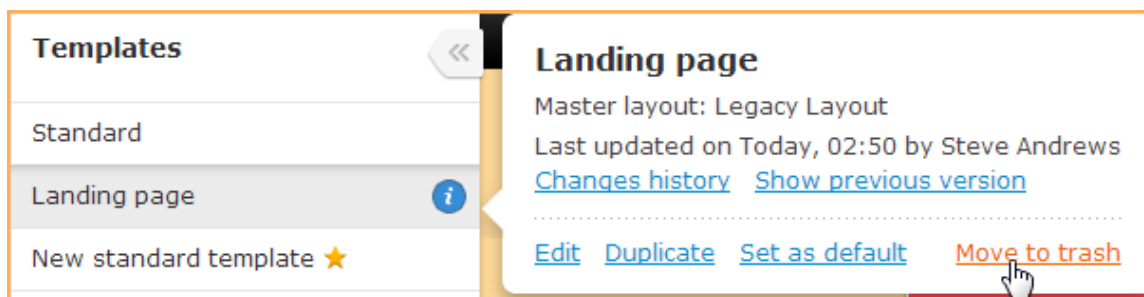 Templates
Standard
Landing page
New standard template
Landing page
Master layout: Legacy Layout
Last updated on Today, 02:50 by Steve Andrews
Changes history Show previous version
Edit Duplicate Set as default Move to trash